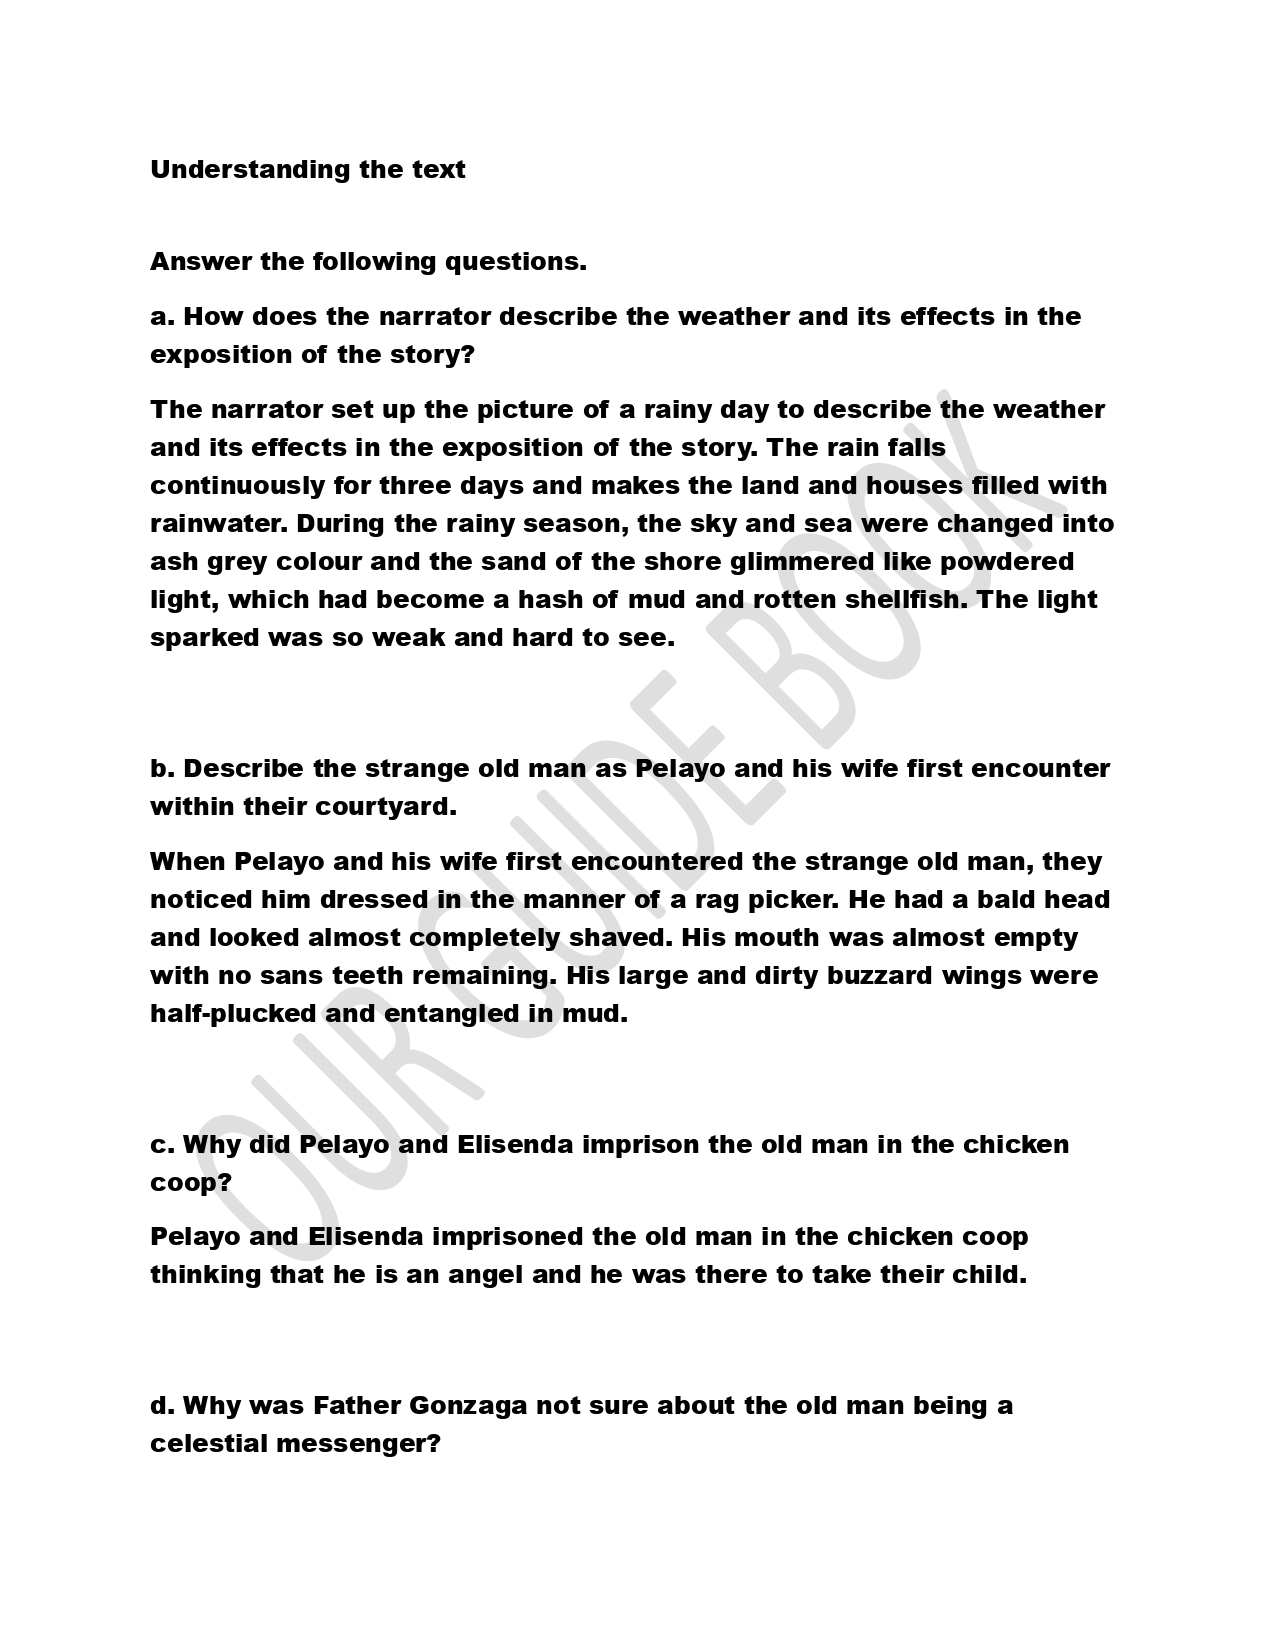 Understanding the text
Answer the following questions.
a. How does the narrator describe the weather and its effects in the
exposition of the story?
The narrator set up the picture of a rainy day to describe the weather
and its effects in the exposition of the story. The rain falls
continuously for three days and makes the land and houses filled with
rainwater. During the rainy season, the sky and sea were changed into
ash grey colour and the sand of the shore glimmered like powdered
light, which had become a hash of mud and rotten shellfish. The light
sparked was so weak and hard to see.
b. Describe the strange old man as Pelayo and his wife first encounter
within their courtyard.
When Pelayo and his wife first encountered the strange old man, they
noticed him dressed in the manner of a rag picker. He had a bald head
and looked almost completely shaved. His mouth was almost empty
with no sans teeth remaining. His large and dirty buzzard wings were
half-plucked and entangled in mud.
c. Why did Pelayo and Elisenda imprison the old man in the chicken
coop?
Pelayo and Elisenda imprisoned the old man in the chicken coop
thinking that he is an angel and he was there to take their child.
d. Why was Father Gonzaga not sure about the old man being a
celestial messenger?
OUR GUIDE BOOK